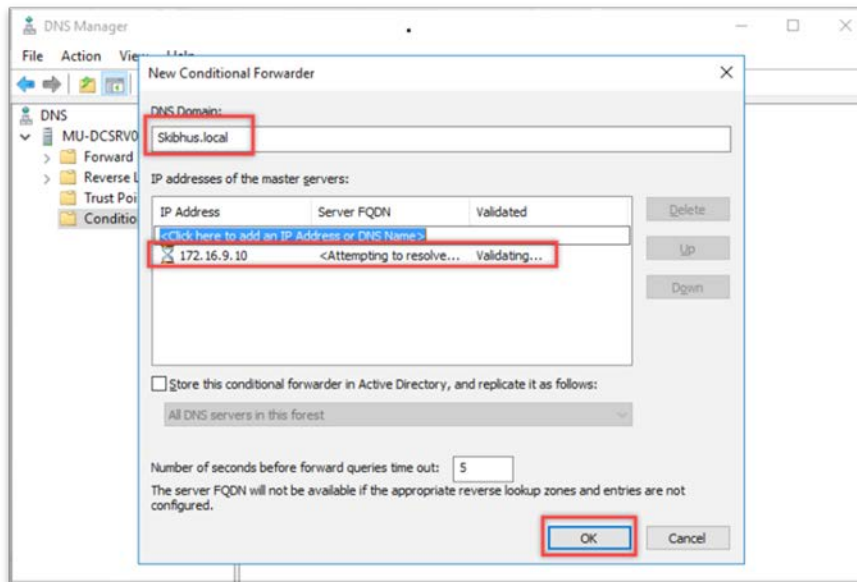 DNS Manager
File Action View Help
New Conditional Forwarder
DNS
MU-DCSRV0
Forward
Reverse L
Trust Poi
Conditio
DNS Domain:
Skibhus.local
IP addresses of the master servers:
IP Address Server FQDN Validated
<Click here to add an IP Address or DNS Name>
172.16.9.10 <Attempting to resolve... Validating...
Delete
Up
Down
Store this conditional forwarder in Active Directory, and replicate it as follows:
All DNS servers in this forest
Number of seconds before forward queries time out: 5
The server FQDN will not be available if the appropriate reverse lookup zones and entries are not
configured.
OK Cancel